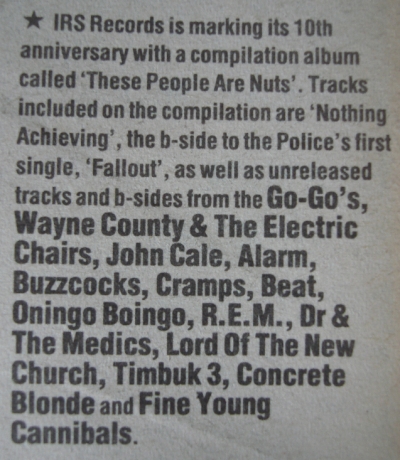 ★ IRS Records is marking its 10th
anniversary with a compilation album
called ‘These People Are Nuts’. Tracks
included on the compilation are ‘Nothing
Achieving’, the b-side to the Police’s first
single, ‘Fallout’, as well as unreleased
tracks and b-sides from the Go-Go’s,
Wayne County & The Electric
Chairs, John Cale, Alarm,
Buzzcocks, Cramps, Beat,
Oningo Boingo, R.E.M., Dr &
The Medics, Lord Of The New
Church, Timbuk 3, Concrete
Blonde and Fine Young
Cannibals.